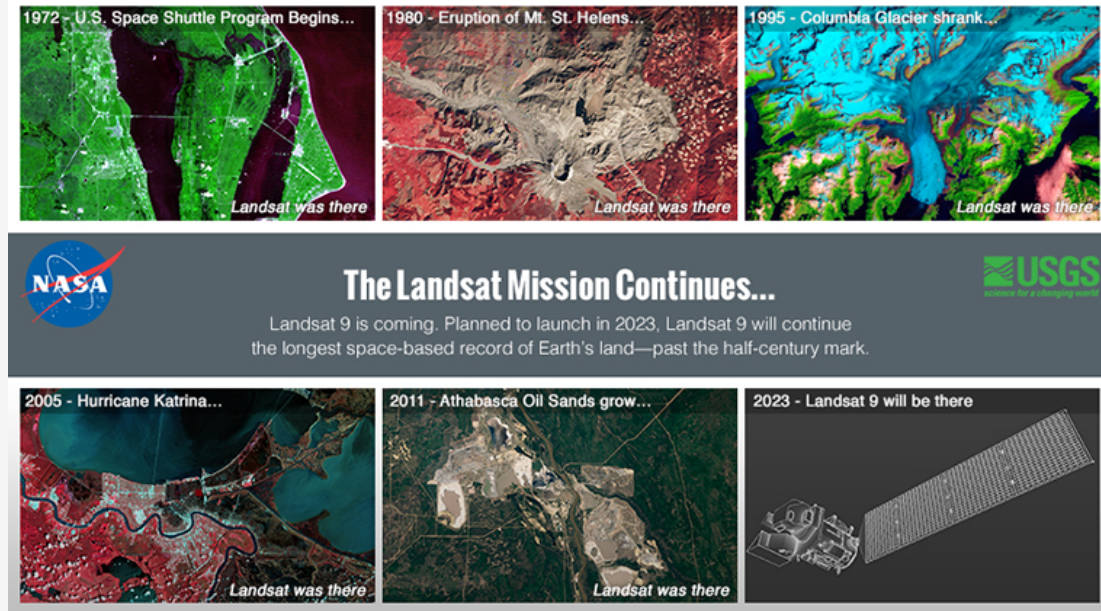 1972 - U.S. Space Shuttle Program Begins...
Landsat was there
1980 - Eruption of Mt. St. Helens...
Landsat was there
1995 - Columbia Glacier shrank...
Landsat was there
NASA
The Landsat Mission Continues...
Landsat 9 is coming. Planned to launch in 2023, Landsat 9 will continue
the longest space-based record of Earth's land—past the half-century mark.
USGS
science for a changing world
2005 - Hurricane Katrina...
Landsat was there
2011 - Athabasca Oil Sands grow...
Landsat was there
2023 - Landsat 9 will be there